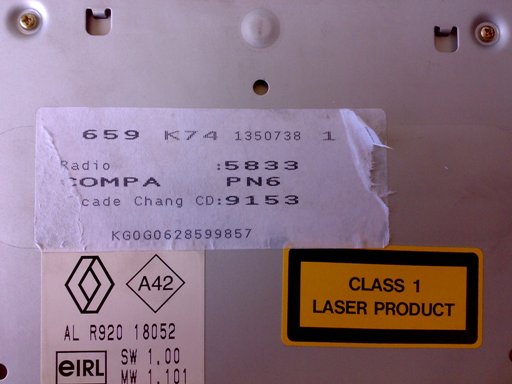 659 K74 1350738 1
Radio :5833
COMPA PN6
cade Chang CD:9153
KG0G0628599857
A42
CLASS 1
LASER PRODUCT
AL R920 18052
eIRL SW 1.00
MW 1.101